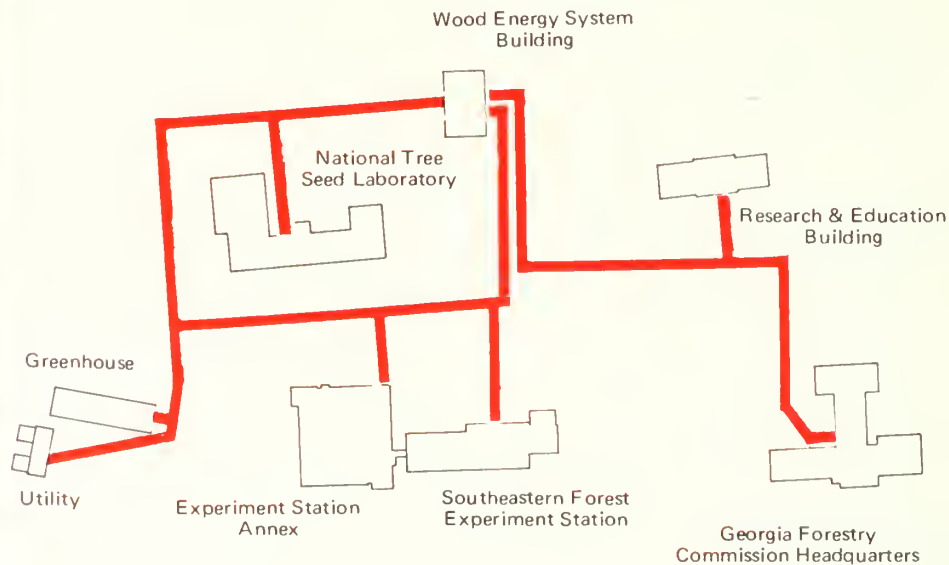 Wood Energy System
Building
National Tree
Seed Laboratory
Research & Education
Building
Greenhouse
Utility
Experiment Station
Annex
Southeastern Forest
Experiment Station
Georgia Forestry
Commission Headquarters